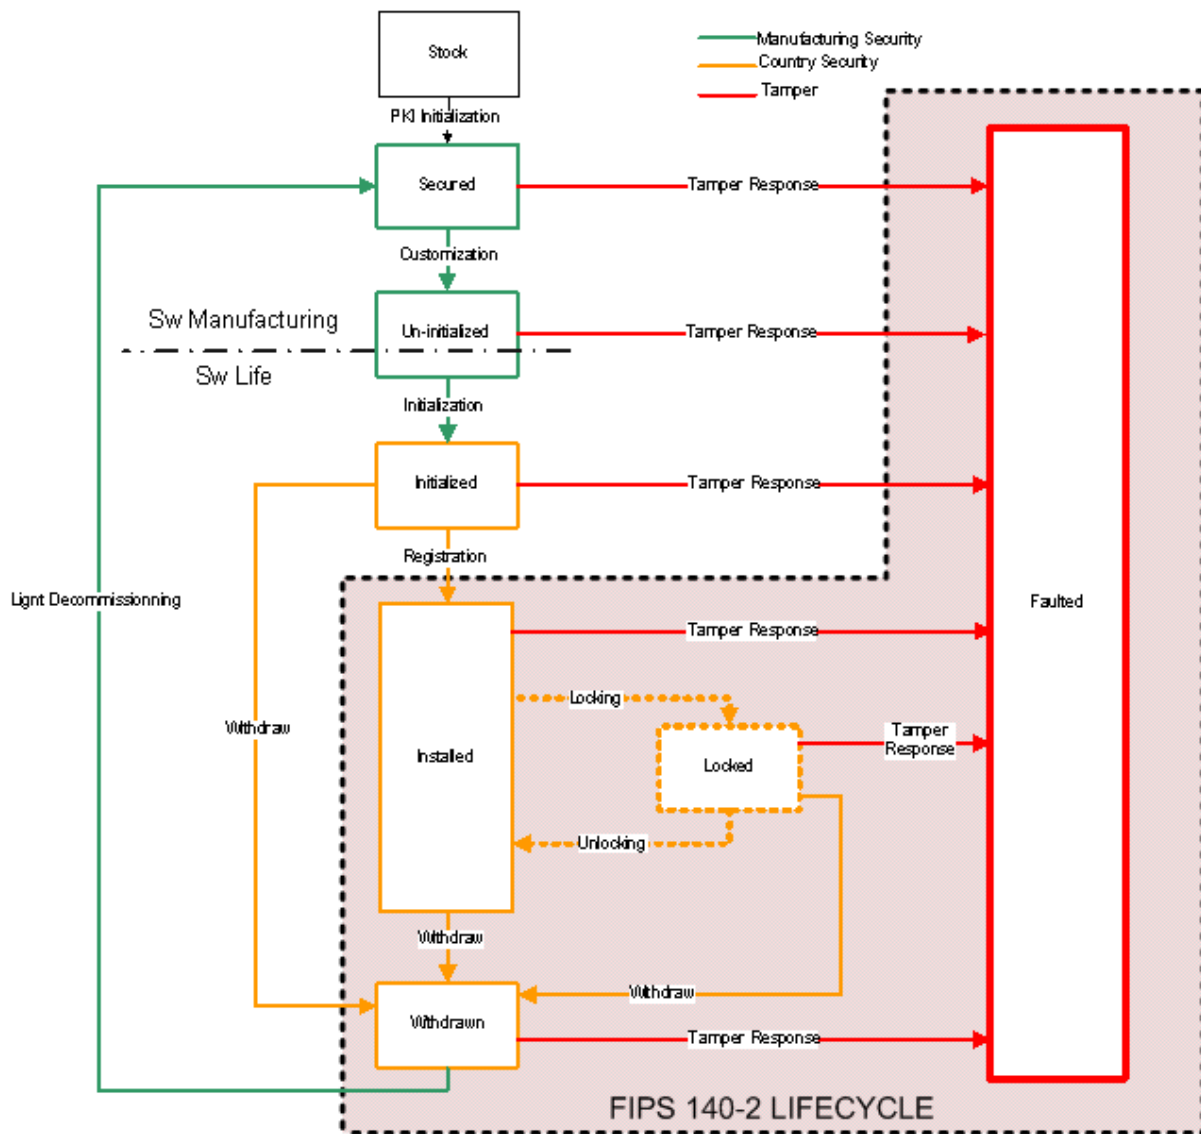 Stock
Manufacturing Security
Country Security
Tamper
PKI Initialization
Secured
Tamper Response
Customization
Sw Manufacturing
Un-initialized
Tamper Response
Sw Life
Initialization
Initialized
Tamper Response
Registration
Lignt Decommissionning
Faulted
Tamper Response
Locking
Withdraw
Installed
Locked
Tamper
Response
Unlocking
Withdraw
Withdraw
Withdrawn
Tamper Response
FIPS 140-2 LIFECYCLE